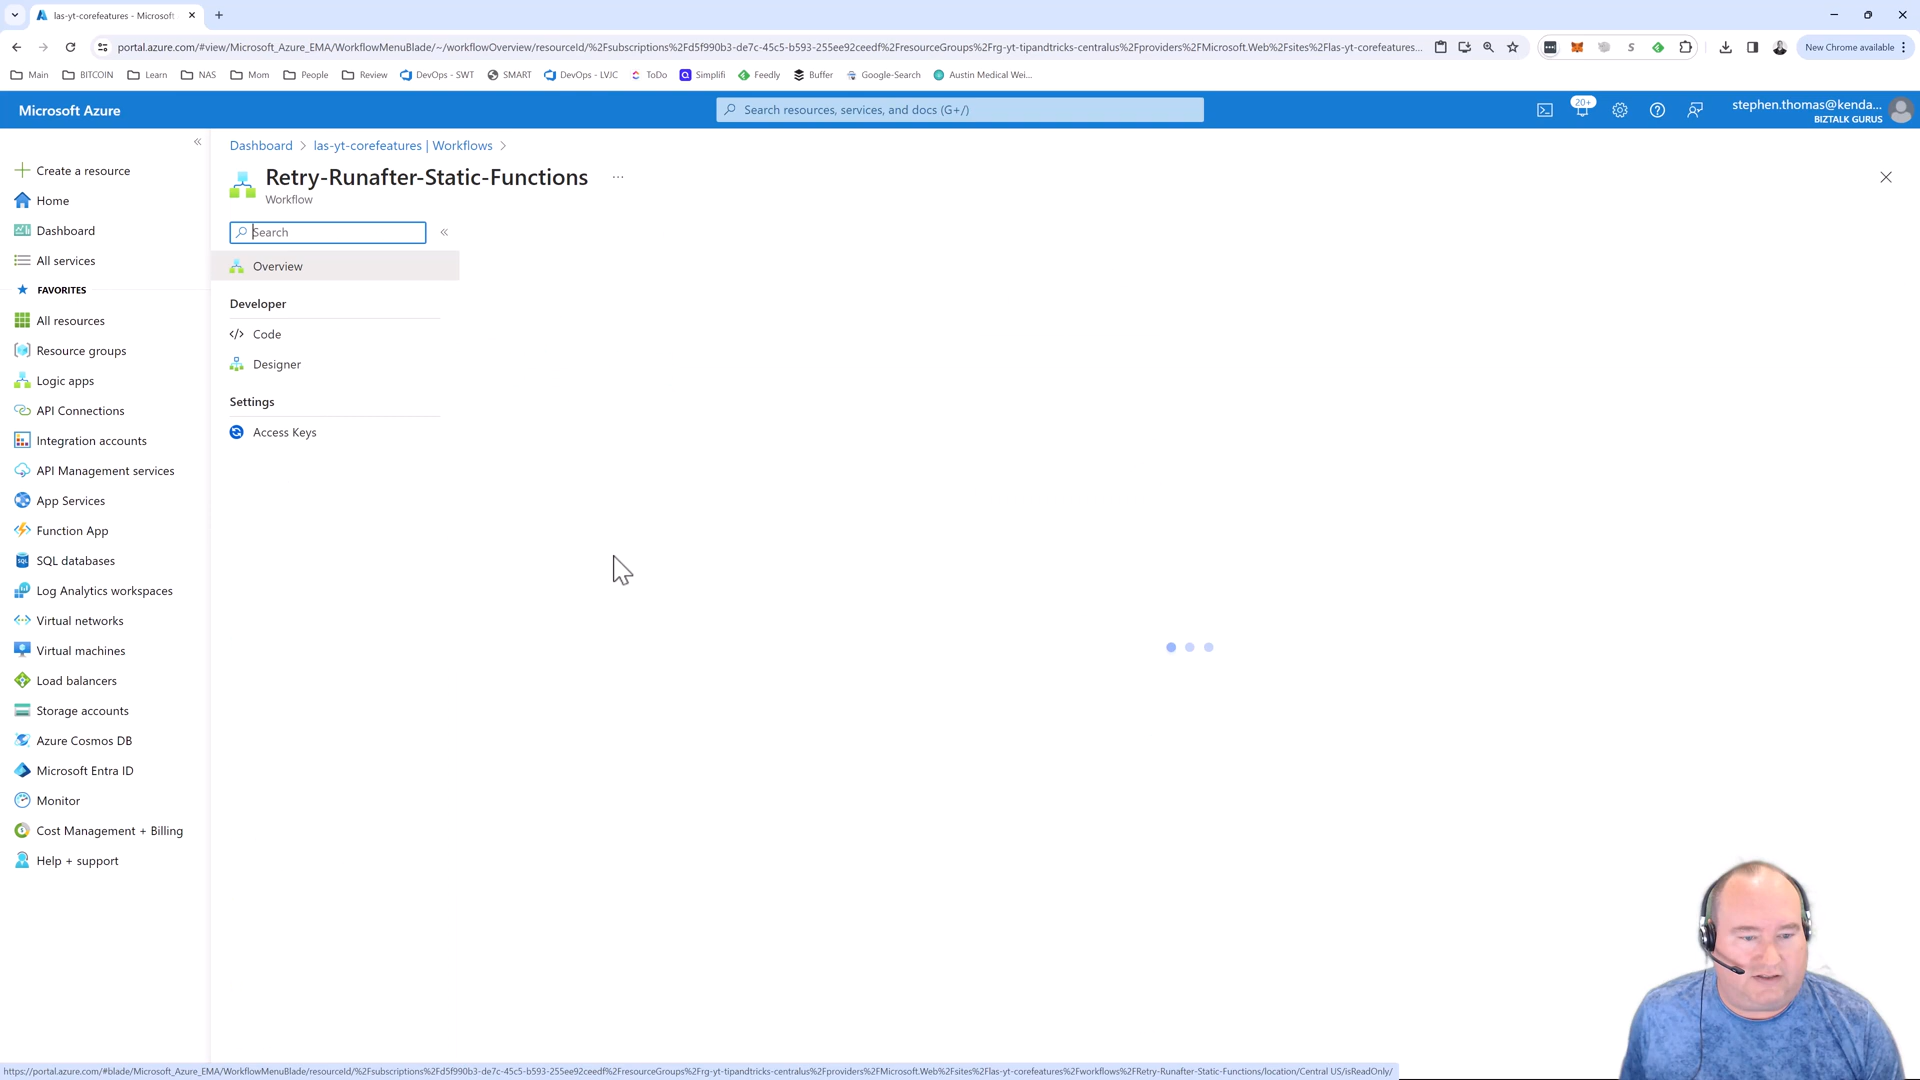 las-yt-corefeatures - Microsoft
portal.azure.com/#view/Microsoft_Azure_EMA/WorkflowMenuBlade/~/workflowOverview/resourceId/%2Fsubscriptions%2Fd5f990b3-de7c-45c5-b593-255ee92ceedf%2FresourceGroups%2Frg-yt-tipandtricks-centralus%2Fproviders%2FMicrosoft.Web%2Fsites%2Flas-yt-corefeatures...
New Chrome available
Main BITCOIN Learn NAS Mom People Review DevOps - SWT SMART DevOps - LVJC ToDo Simplifi Feedly Buffer Google-Search Austin Medical Wei...
Microsoft Azure
Search resources, services, and docs (G+/)
20+
stephen.thomas@kenda...
BIZTALK GURUS
Create a resource
Home
Dashboard
All services
FAVORITES
All resources
Resource groups
Logic apps
API Connections
Integration accounts
API Management services
App Services
Function App
SQL databases
Log Analytics workspaces
Virtual networks
Virtual machines
Load balancers
Storage accounts
Azure Cosmos DB
Microsoft Entra ID
Monitor
Cost Management + Billing
Help + support
Dashboard > las-yt-corefeatures | Workflows >
Retry-Runafter-Static-Functions ...
Workflow
Search
Overview
Developer
Code
Designer
Settings
Access Keys
https://portal.azure.com/#blade/Microsoft_Azure_EMA/WorkflowMenuBlade/resourceId/%2Fsubscriptions%2Fd5f990b3-de7c-45c5-b593-255ee92ceedf%2FresourceGroups%2Frg-yt-tipandtricks-centralus%2Fproviders%2FMicrosoft.Web%2Fsites%2Flas-yt-corefeatures%2Fworkflows%2FRetry-Runafter-Static-Functions/location/Central US/isReadOnly/